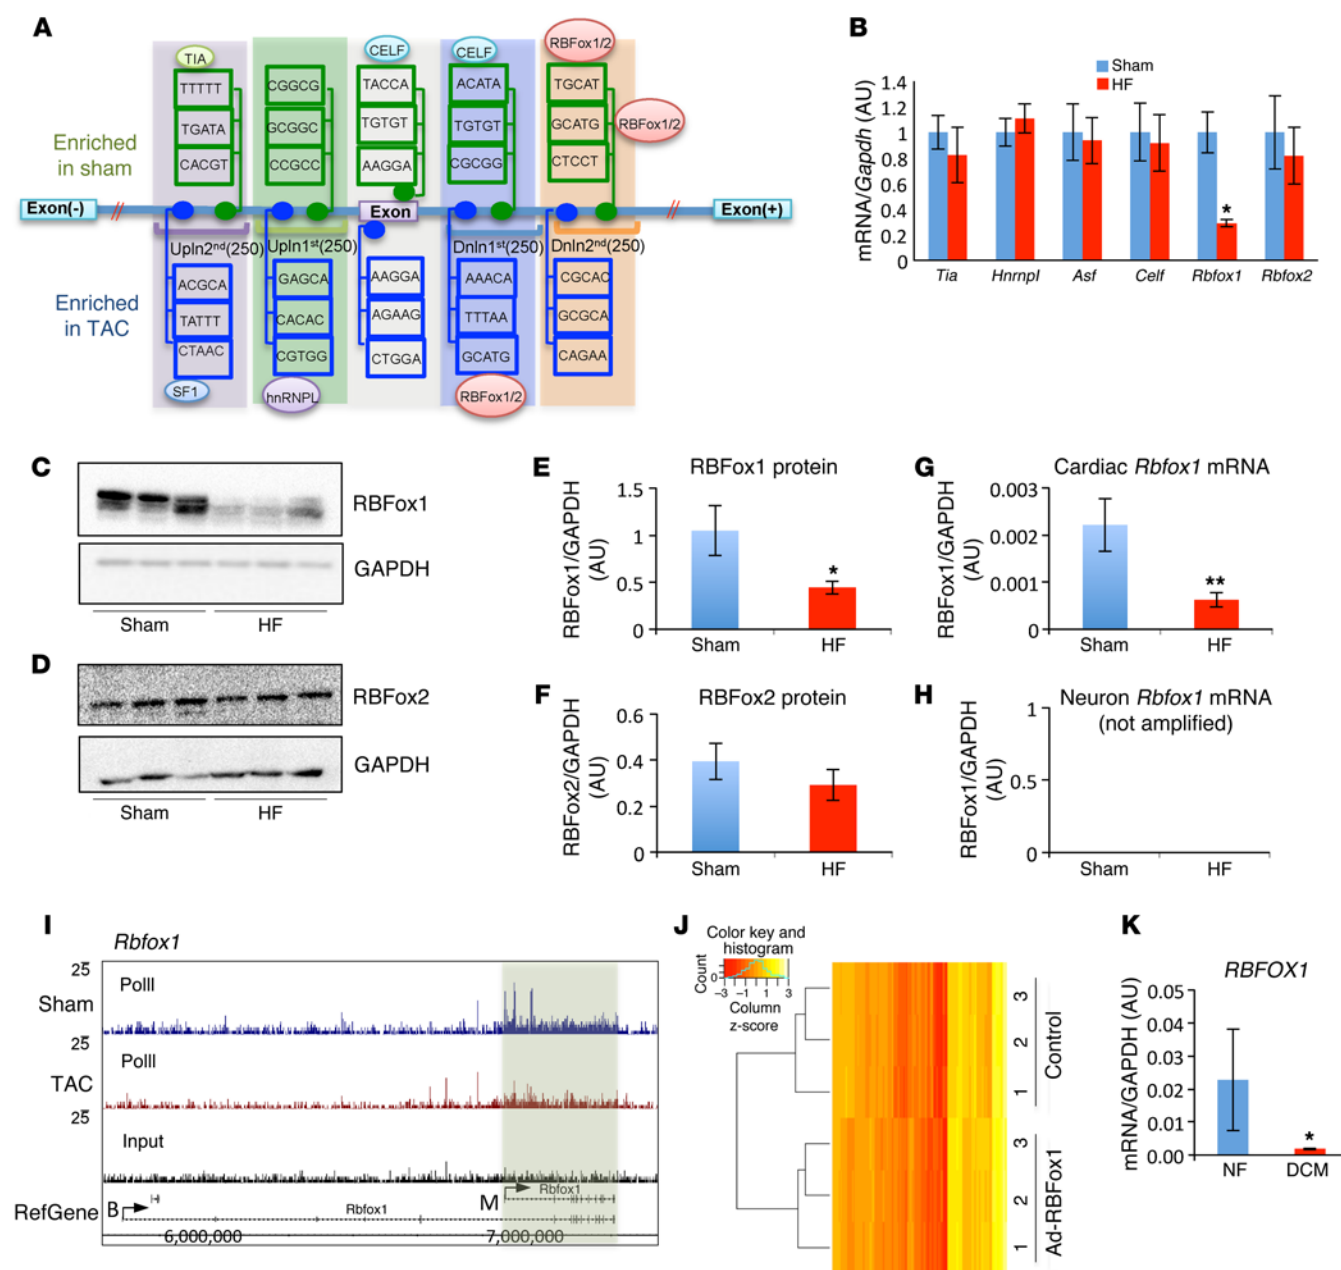 A
TIA
CELF
CELF
RBFox1/2
TTTTT
CGGCG
TACCA
ACATA
TGCAT
Enriched
in sham
TGATA
GCGGC
TGTGT
TGTGT
GCATG
RBFox1/2
CACGT
CCGCC
AAGGA
CGCGG
CTCCT
Exon(-)
Exon
Exon(+)
UpIn2nd(250)
UpIn1st(250)
DnIn1st(250)
DnIn2nd(250)
Enriched
in TAC
ACGCA
GAGCA
AAGGA
AAACA
CGCAC
TATTT
CACAC
AGAAG
TTTAA
GCGCA
CTAAC
CGTGG
CTGGA
GCATG
CAGAA
SF1
hnRNPL
RBFox1/2
B
Sham
HF
mRNA/Gapdh (AU)
1.4
1.2
1
0.8
0.6
0.4
0.2
0
*
Tia
Hnrnpl
Asf
Celf
Rbfox1
Rbfox2
C
RBFox1
GAPDH
Sham
HF
D
RBFox2
GAPDH
Sham
HF
E
RBFox1 protein
RBFox1/GAPDH
(AU)
1.5
1
0.5
0
*
Sham
HF
F
RBFox2 protein
RBFox2/GAPDH
(AU)
0.6
0.4
0.2
0
Sham
HF
G
Cardiac Rbfox1 mRNA
RBFox1/GAPDH
(AU)
0.003
0.002
0.001
0
**
Sham
HF
H
Neuron Rbfox1 mRNA
(not amplified)
RBFox1/GAPDH
(AU)
1
0.5
0
Sham
HF
I
Rbfox1
25
PolII
Sham
25
PolII
TAC
25
Input
RefGene
B
Rbfox1
M
Rbfox1
6,000,000
7,000,000
J
Color key and
histogram
Count
0
−3
−1
1
3
Column
z-score
3
2
1
Control
3
2
1
Ad-RBFox1
K
RBFOX1
mRNA/GAPDH (AU)
0.05
0.04
0.03
0.02
0.01
0.00
*
NF
DCM